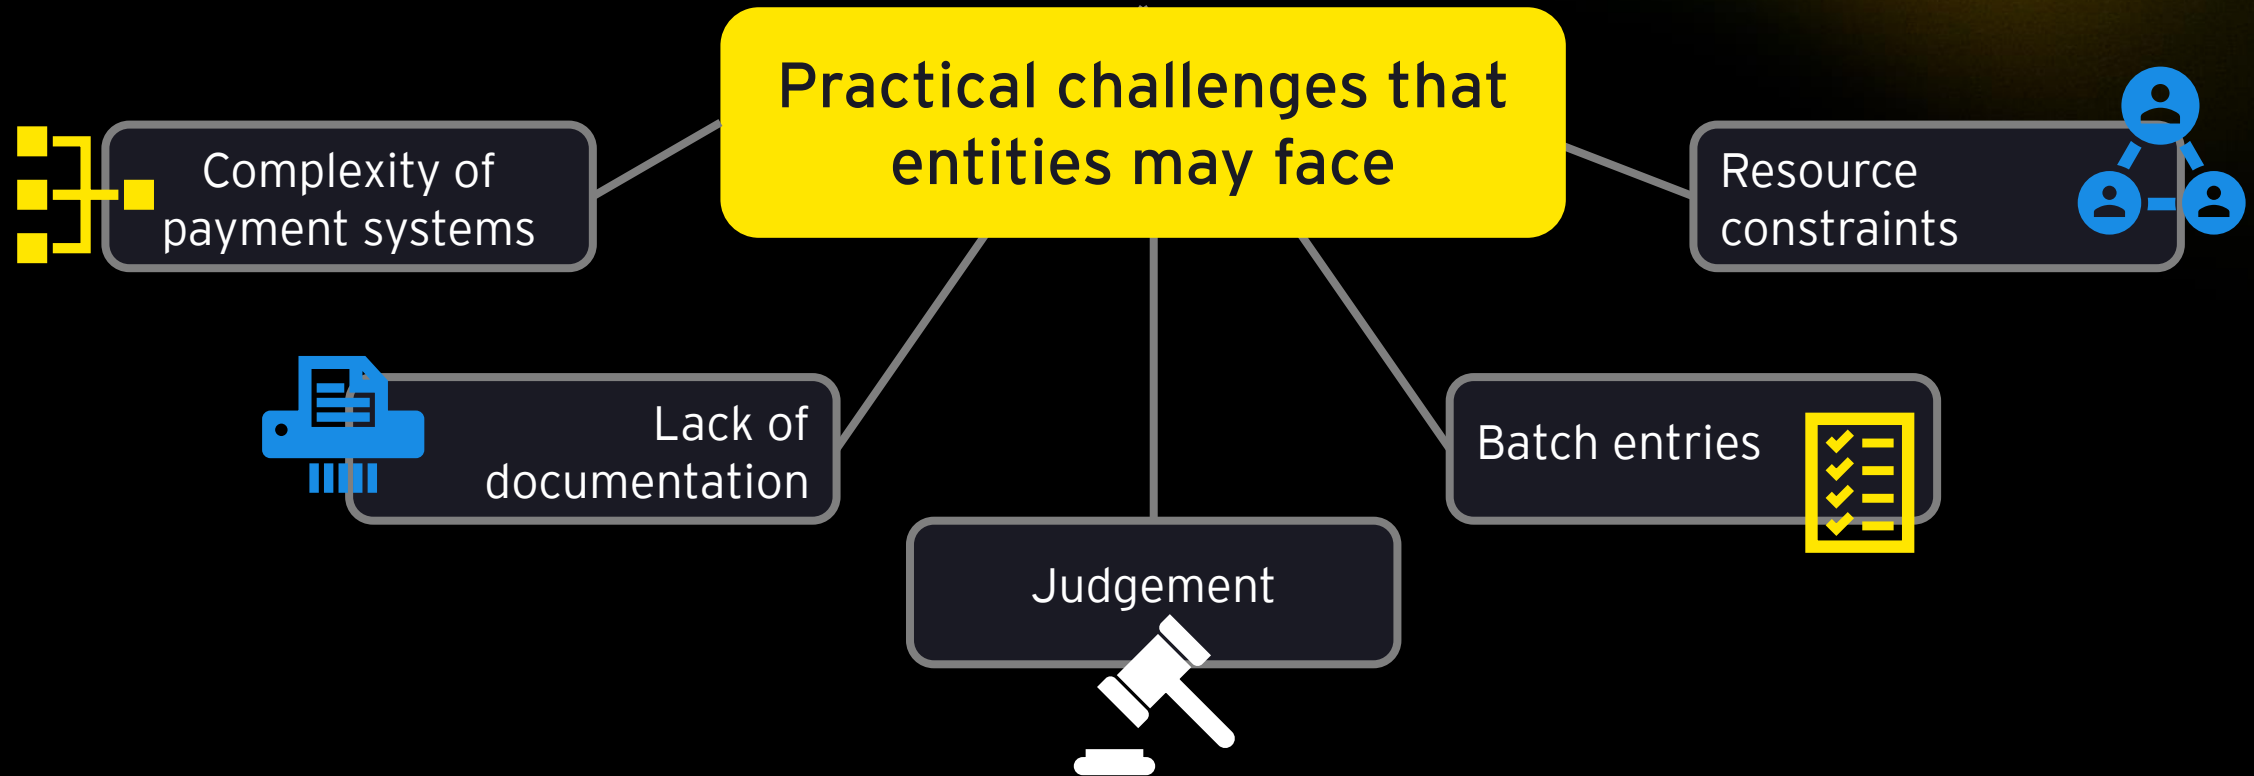 Practical challenges that
entities may face
Complexity of
payment systems
Resource
constraints
Lack of
documentation
Batch entries
Judgement